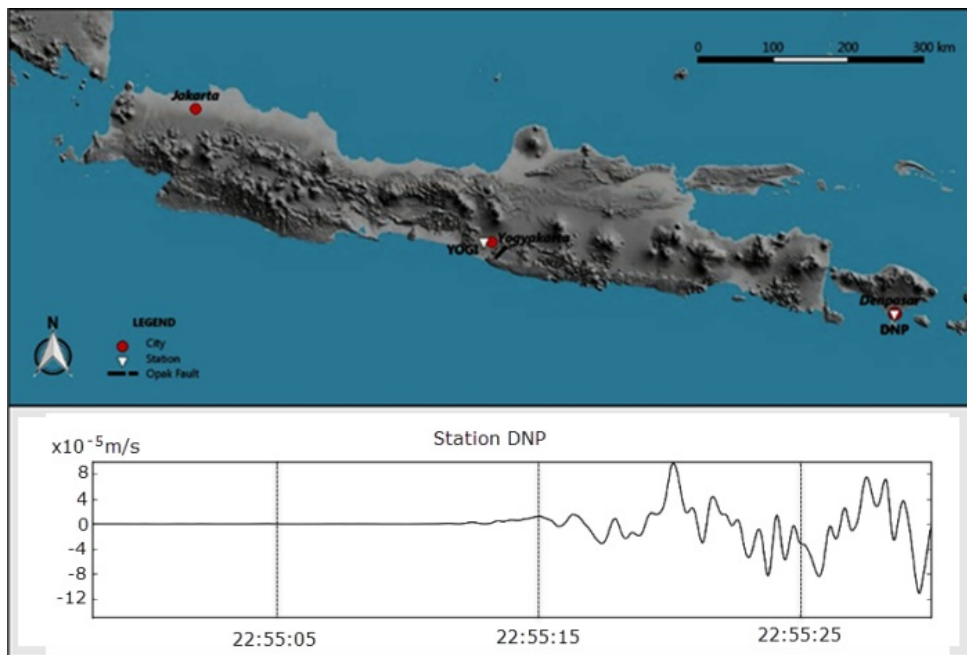 0 100 200 300 km
Jakarta
Yogyakarta
YOGI
Denpasar
DNP
N
LEGEND
City
Station
Opak Fault
Station DNP
x10-5m/s
8
4
0
-4
-8
-12
22:55:05 22:55:15 22:55:25